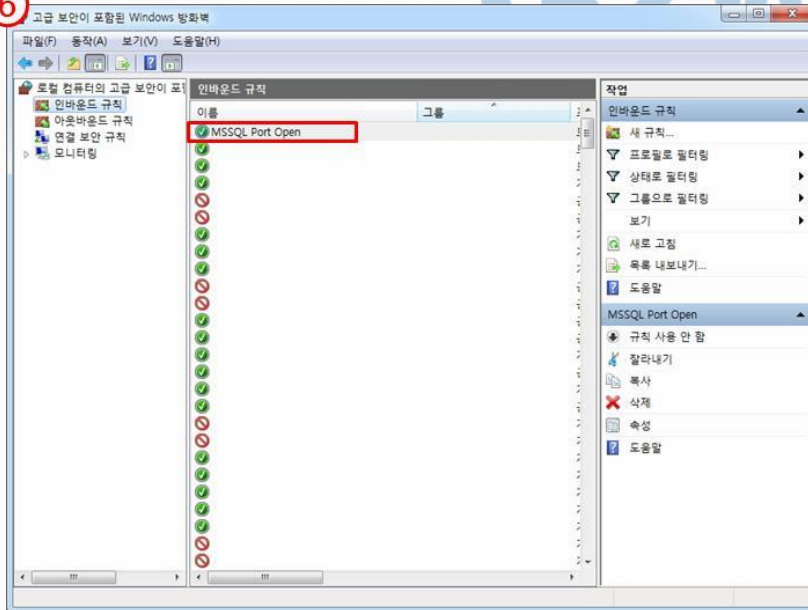 6
고급 보안이 포함된 Windows 방화벽
파일(F) 동작(A) 보기(V) 도움말(H)
로컬 컴퓨터의 고급 보안이 포
인바운드 규칙
아웃바운드 규칙
연결 보안 규칙
모니터링
인바운드 규칙
이름 그룹
MSSQL Port Open
작업
인바운드 규칙
새 규칙...
프로필로 필터링
상태로 필터링
그룹으로 필터링
보기
새로 고침
목록 내보내기...
도움말
MSSQL Port Open
규칙 사용 안 함
잘라내기
복사
삭제
속성
도움말